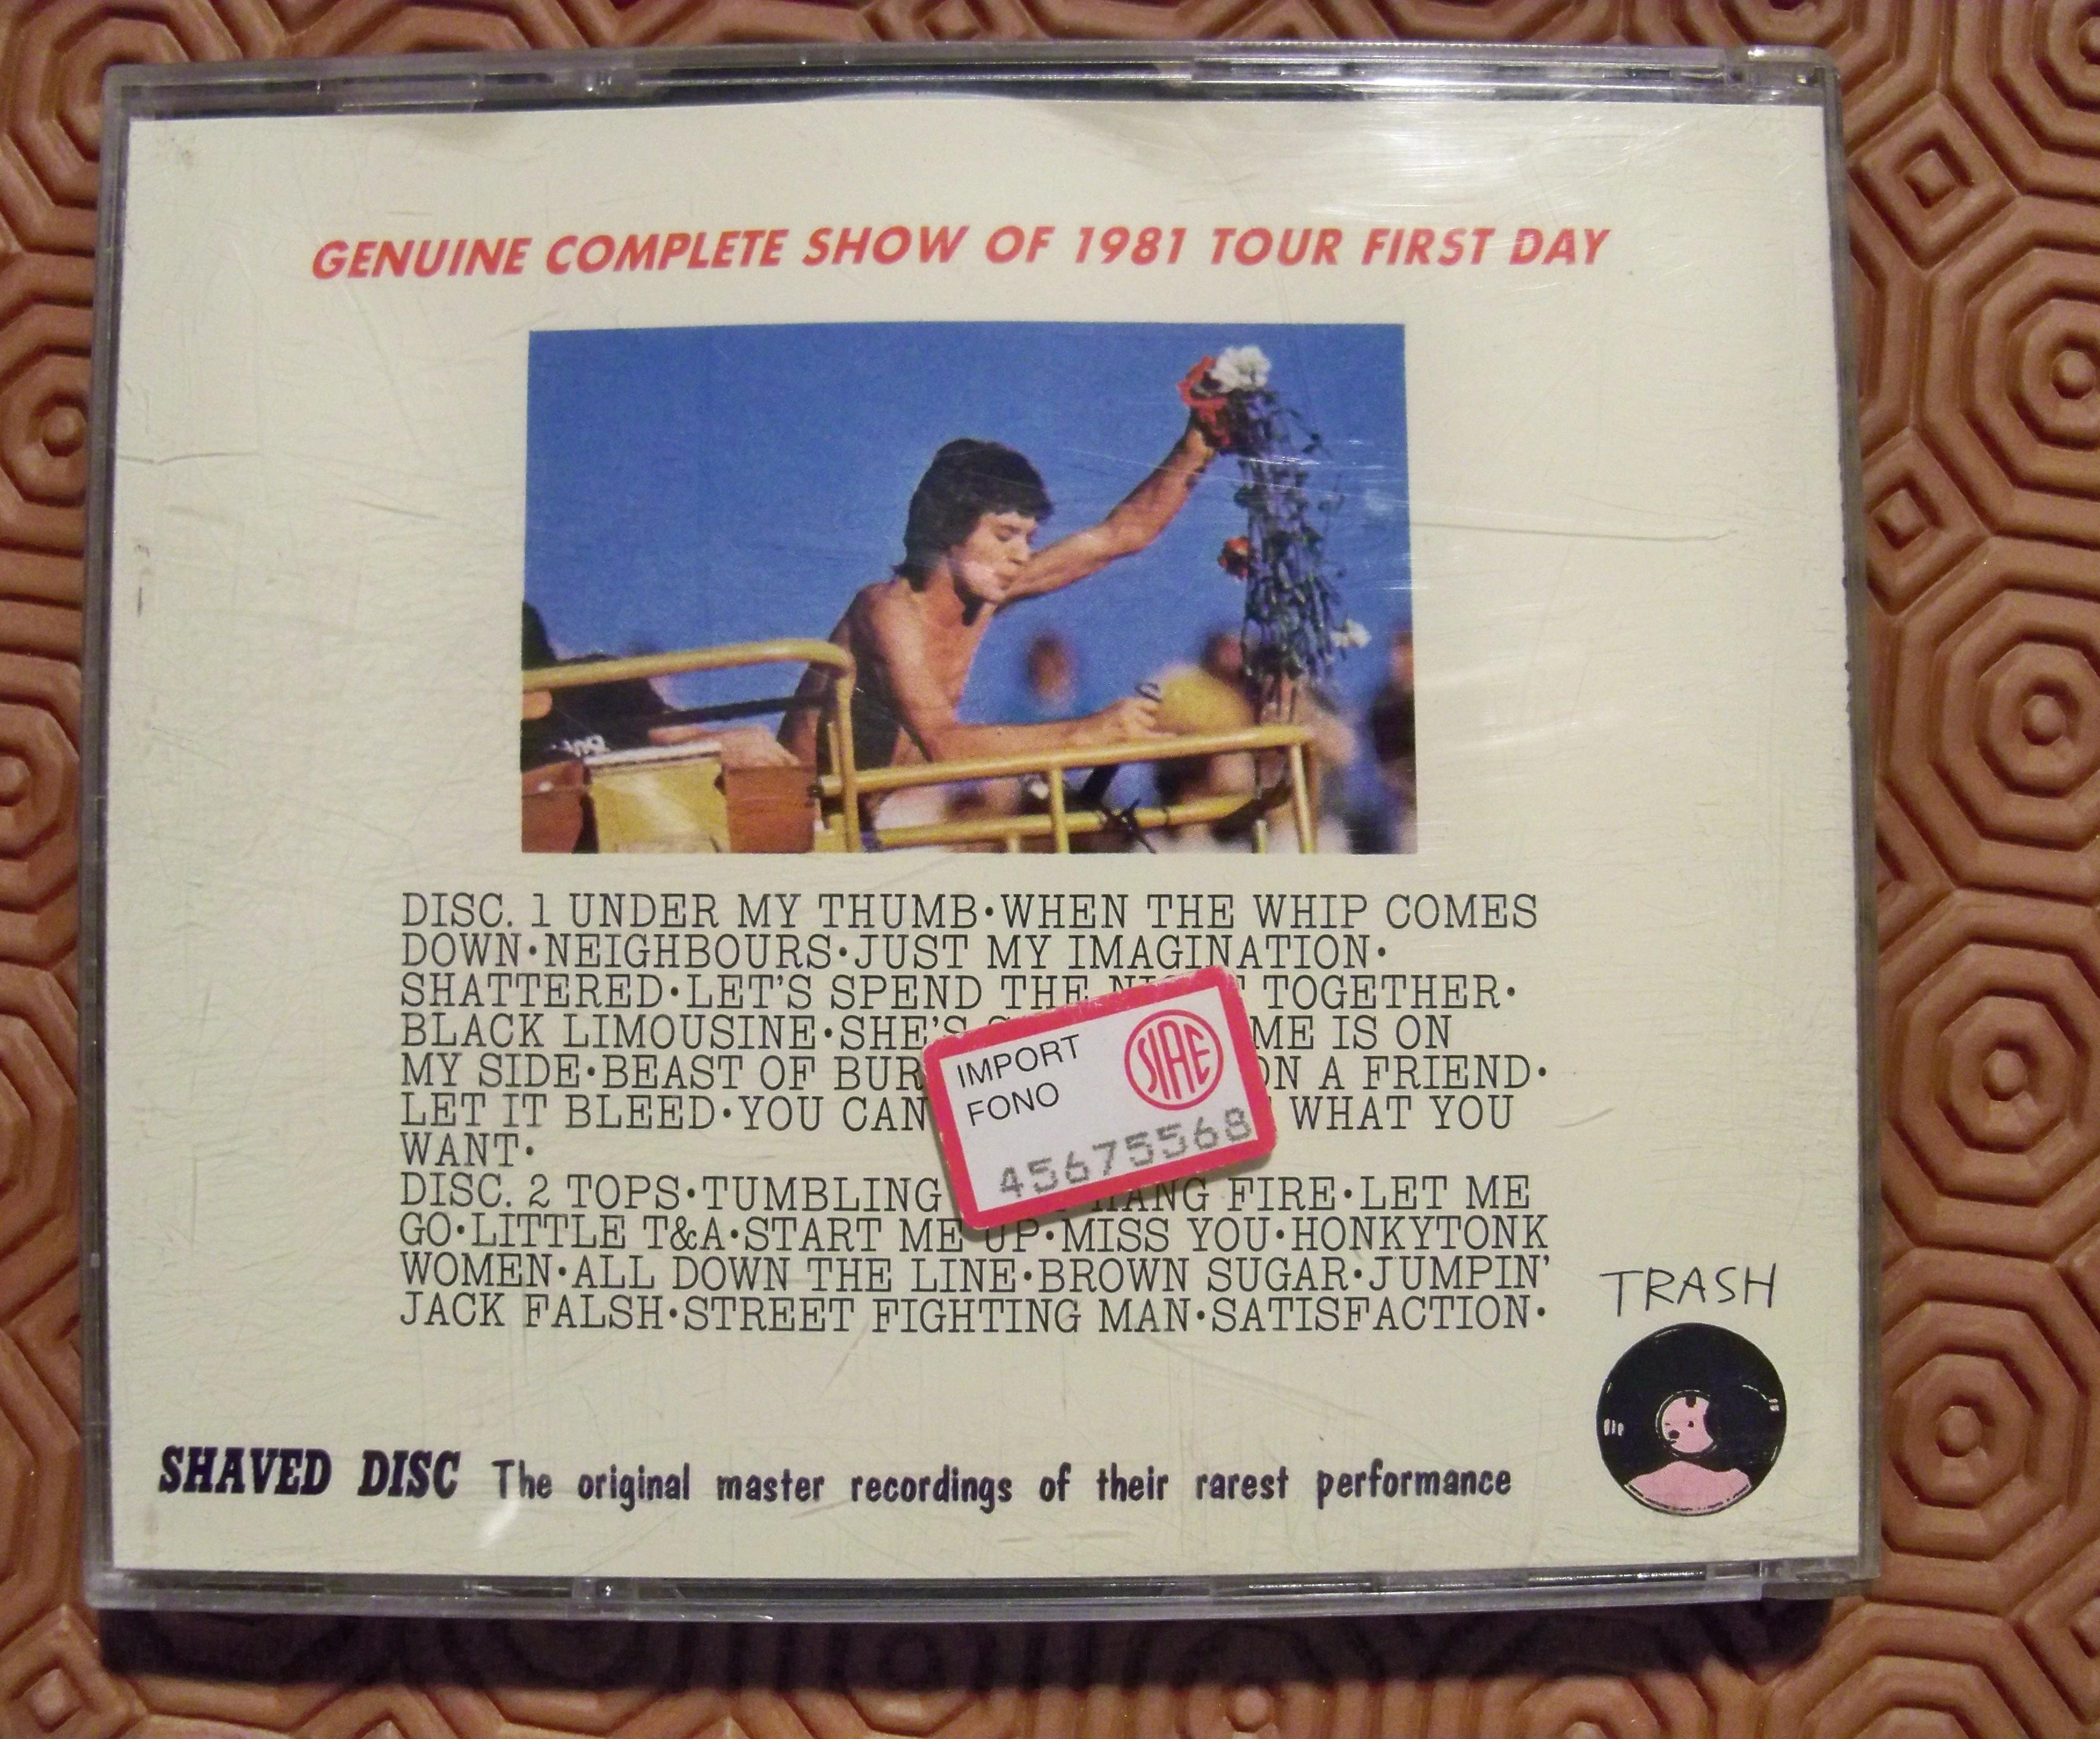 GENUINE COMPLETE SHOW OF 1981 TOUR FIRST DAY
DISC. 1 UNDER MY THUMB·WHEN THE WHIP COMES
DOWN·NEIGHBOURS·JUST MY IMAGINATION·
SHATTERED·LET'S SPEND THE TOGETHER·
BLACK LIMOUSINE·SHE'S IS ON
MY SIDE·BEAST OF ON A FRIEND·
LET IT BLEED·YOU WHAT YOU
WANT·
DISC. 2 TOPS·TUMBLING HANG FIRE·LET ME
GO·LITTLE T&A·START ME UP·MISS YOU·HONKYTONK
WOMEN·ALL DOWN THE LINE·BROWN SUGAR·JUMPIN'
JACK FALSH·STREET FIGHTING MAN·SATISFACTION·
IMPORT
FONO
SIAE
45675568
TRASH
SHAVED DISC The original master recordings of their rarest performance